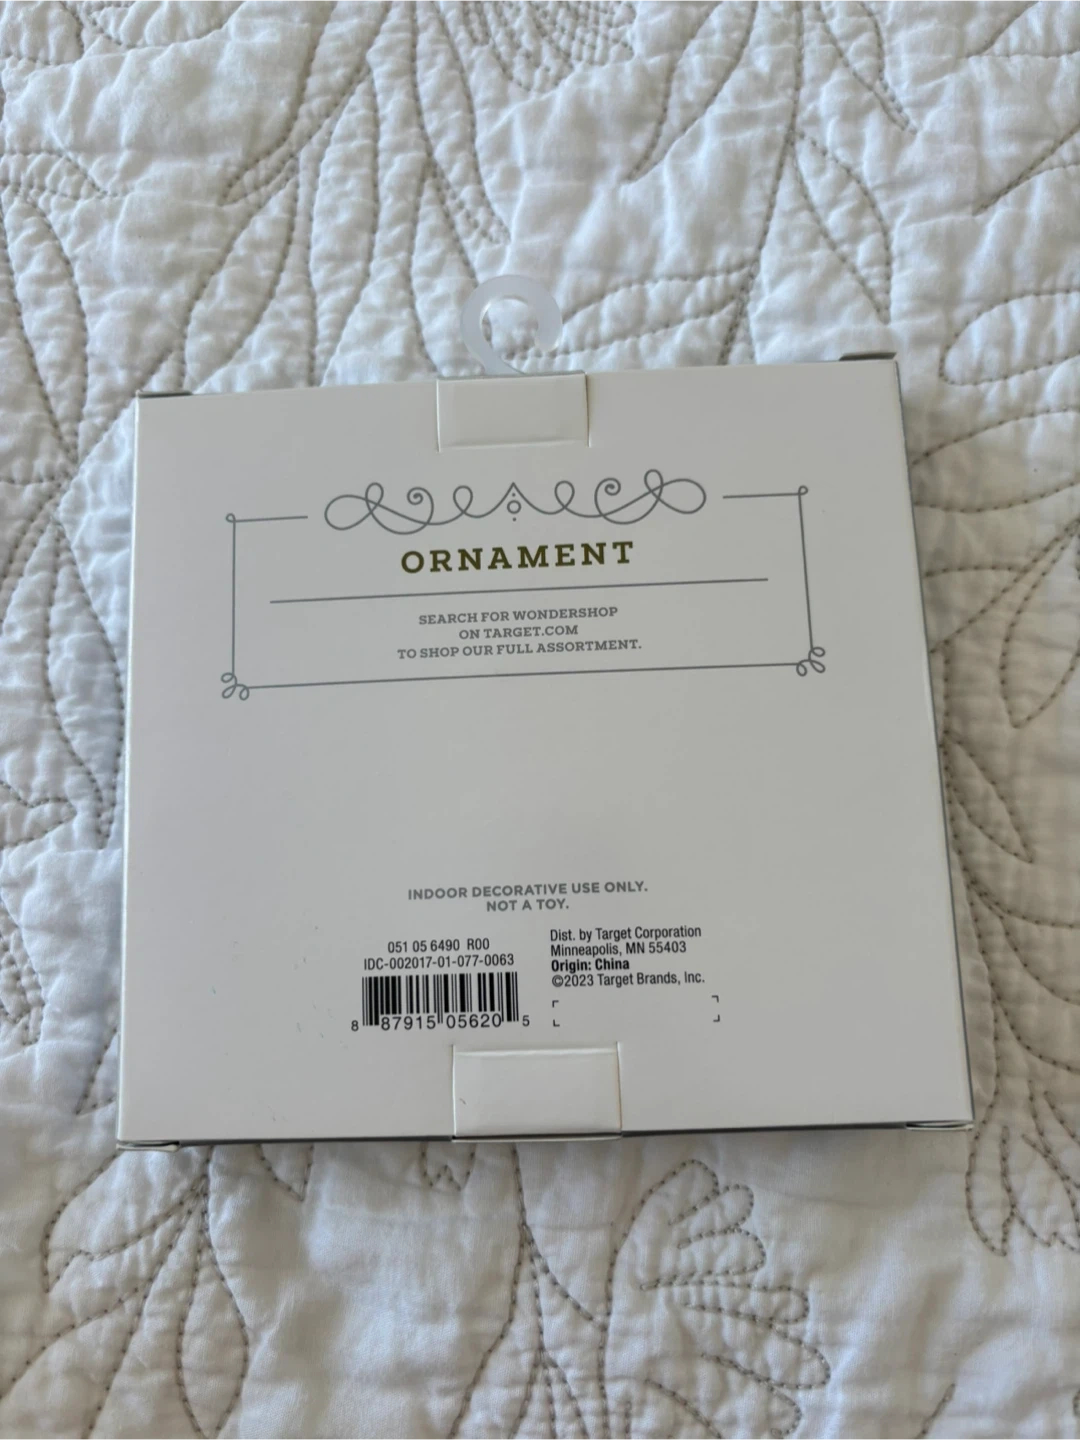 ORNAMENT
SEARCH FOR WONDERSHOP
ON TARGET.COM
TO SHOP OUR FULL ASSORTMENT.
INDOOR DECORATIVE USE ONLY.
NOT A TOY.
051 05 6490 R00
IDC-002017-01-077-0063
8 87915 05620 5
Dist. by Target Corporation
Minneapolis, MN 55403
Origin: China
©2023 Target Brands, Inc.